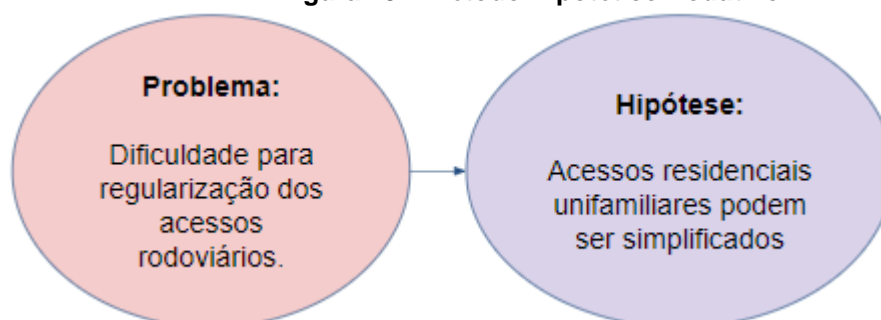 Problema:
Dificuldade para
regularização dos
acessos
rodoviários.
Hipótese:
Acessos residenciais
unifamiliares podem
ser simplificados